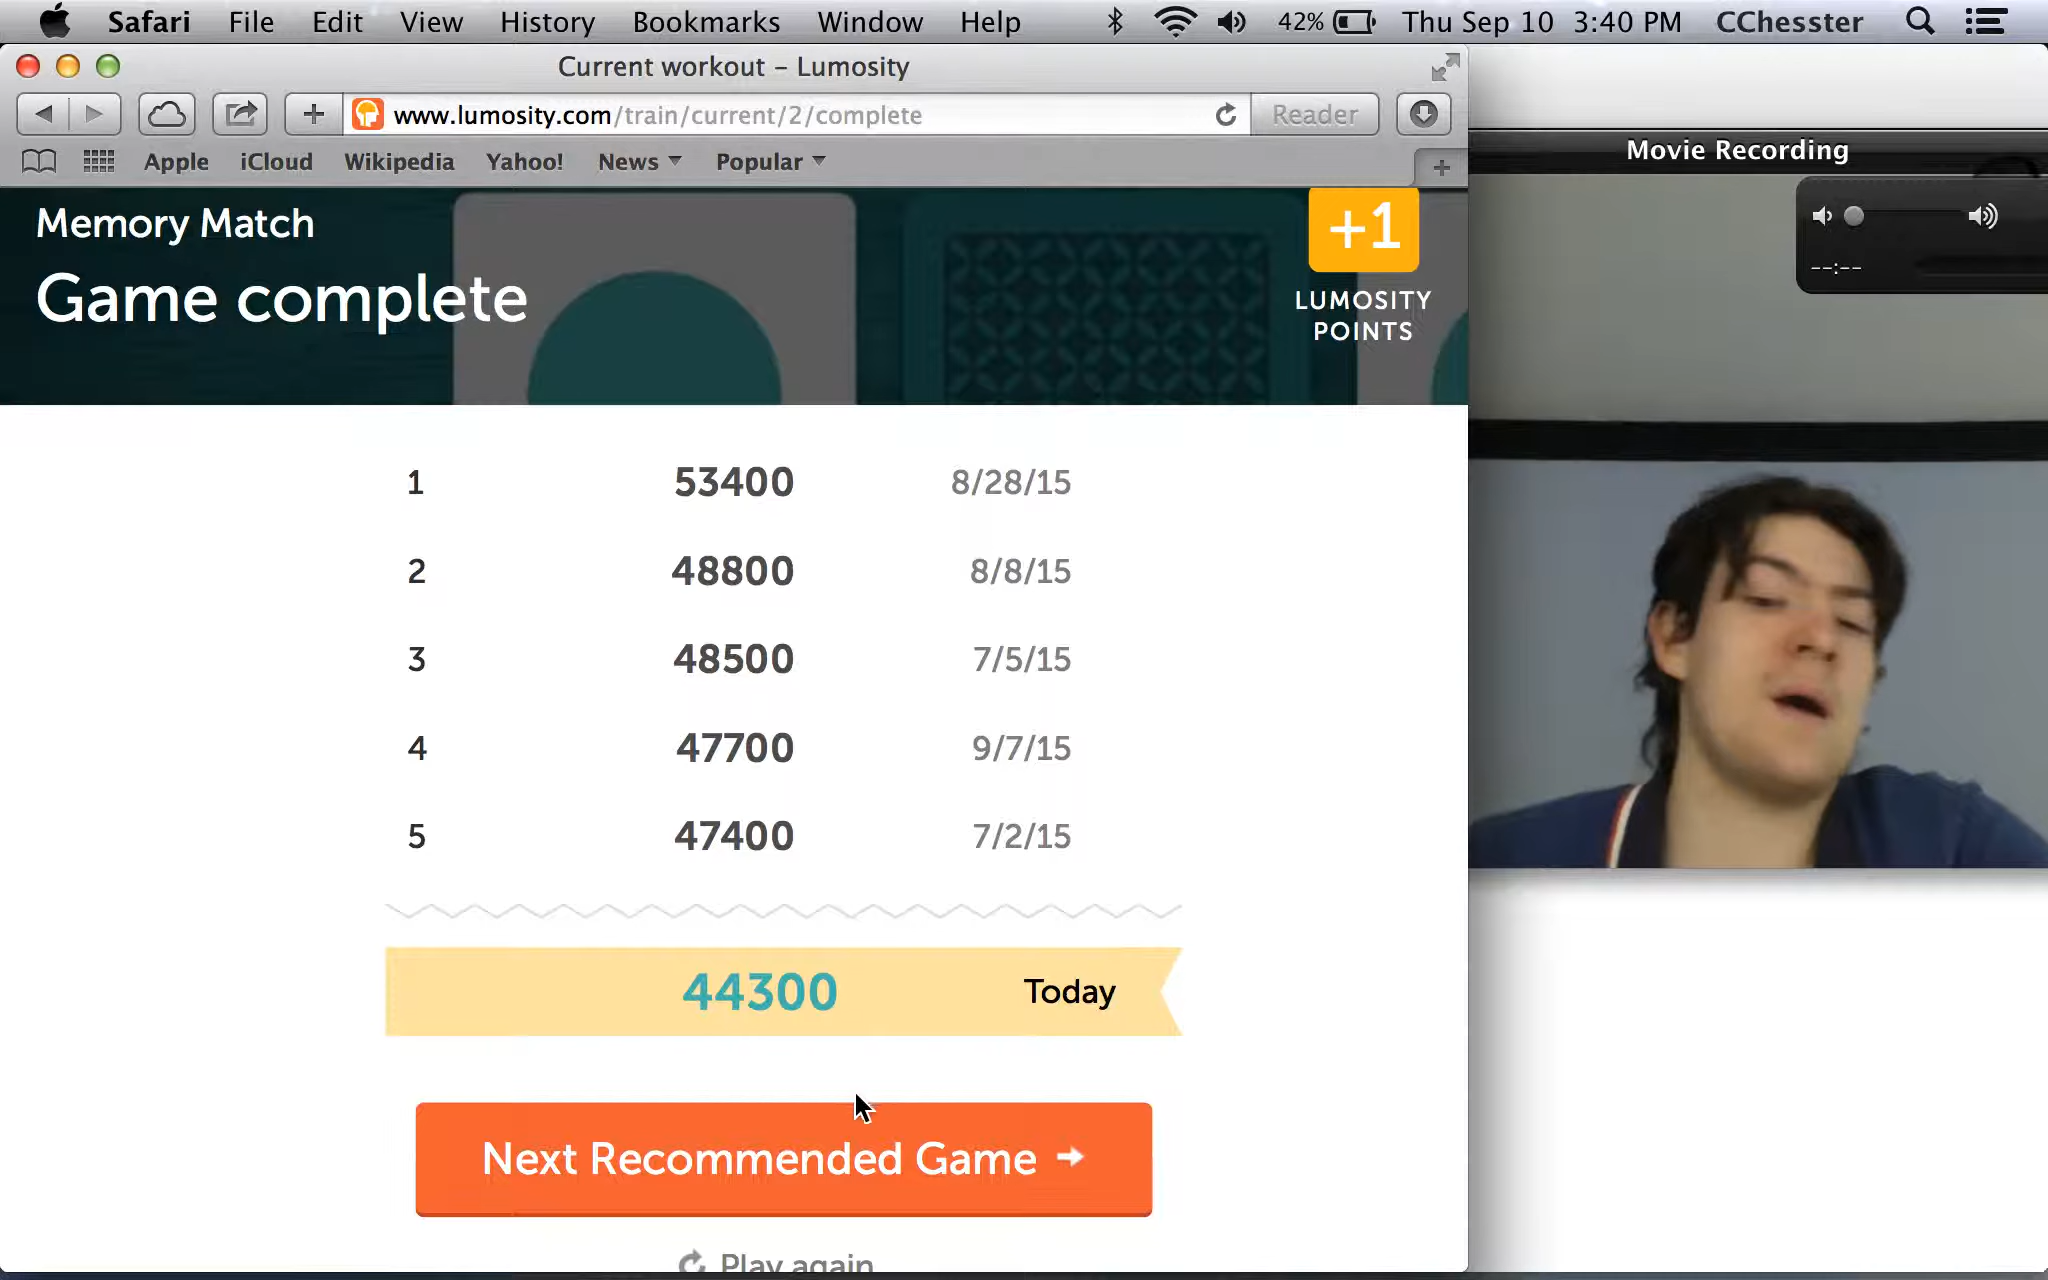 Safari File Edit View History Bookmarks Window Help 42% Thu Sep 10 3:40 PM CChesster
Current workout – Lumosity
www.lumosity.com/train/current/2/complete Reader
Apple iCloud Wikipedia Yahoo! News Popular
Movie Recording
--:--
Memory Match
Game complete
+1
LUMOSITY
POINTS
1 53400 8/28/15
2 48800 8/8/15
3 48500 7/5/15
4 47700 9/7/15
5 47400 7/2/15
44300 Today
Next Recommended Game
Play again